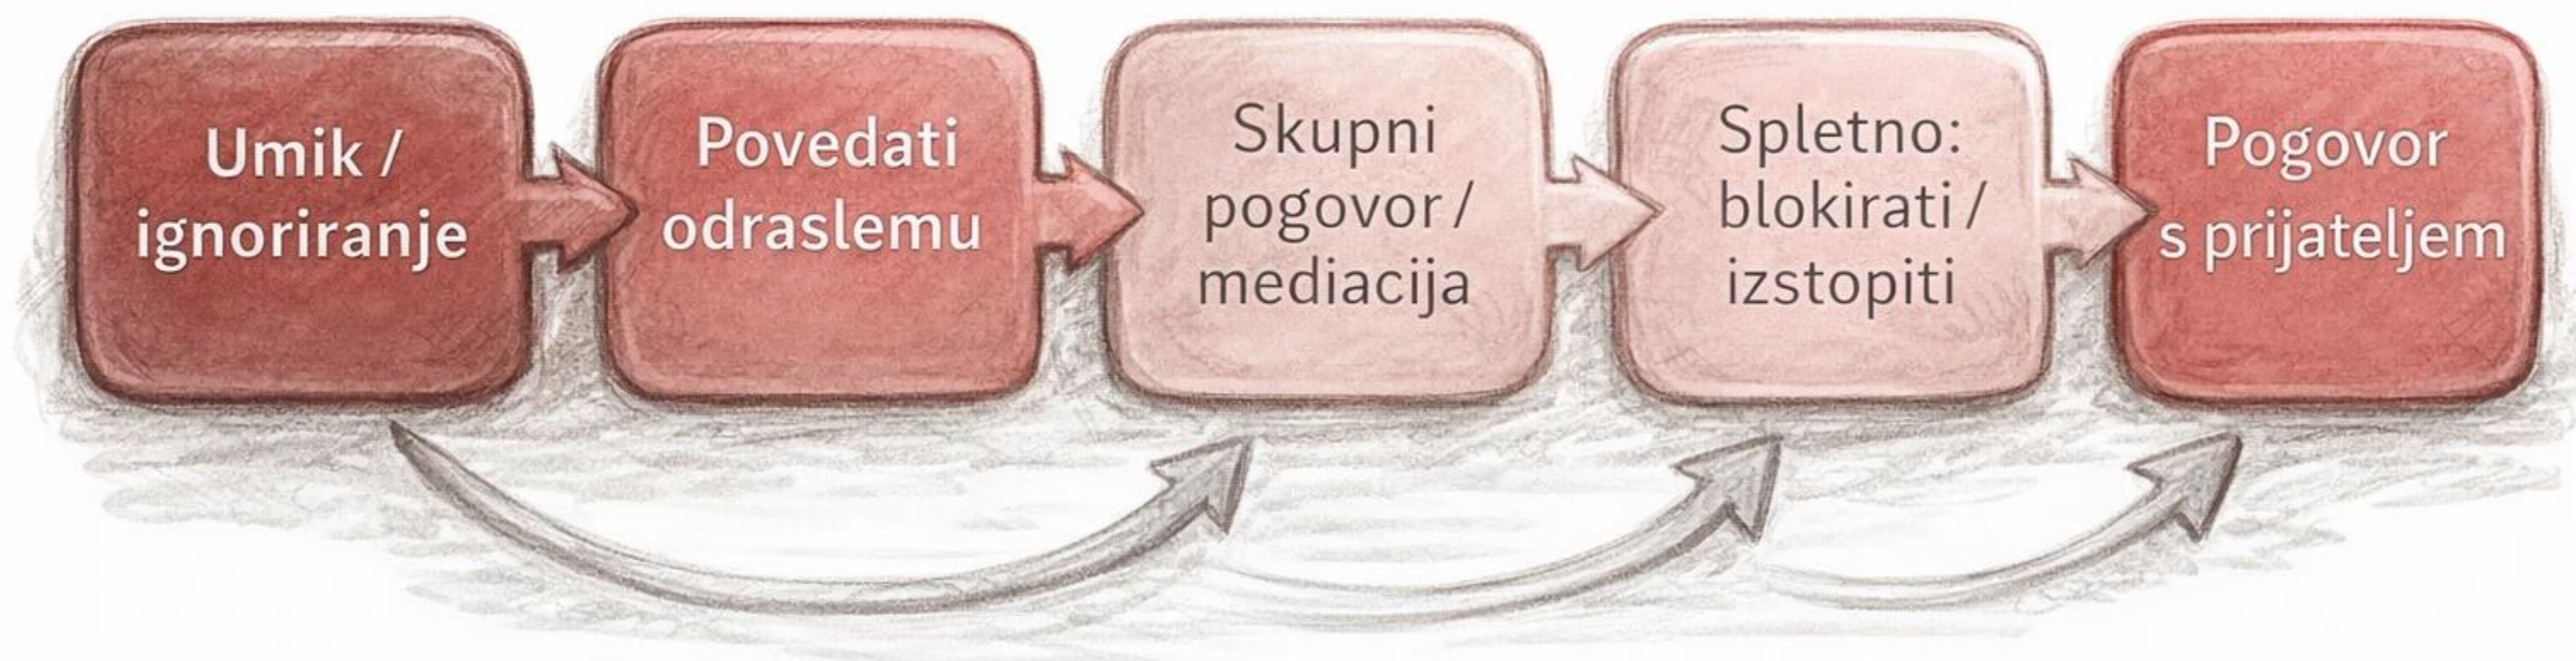 Umik /
ignoriranje
Povedati
odraslemu
Skupni
pogovor /
mediacija
Spletno:
blokirati /
izstopiti
Pogovor
s prijateljem